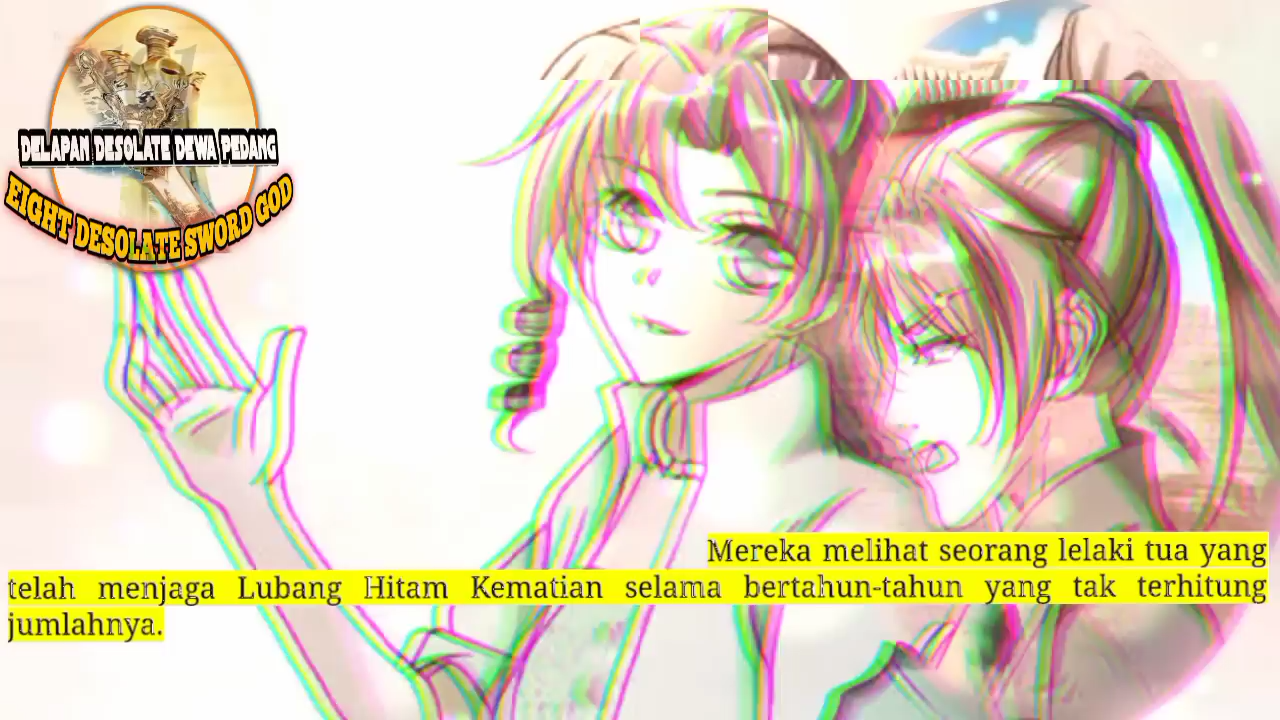 DELAPAN DESOLATE DEWA PEDANG
EIGHT DESOLATE SWORD GOD
Mereka melihat seorang lelaki tua yang
telah menjaga Lubang Hitam Kematian selama bertahun-tahun yang tak terhitung
jumlahnya.